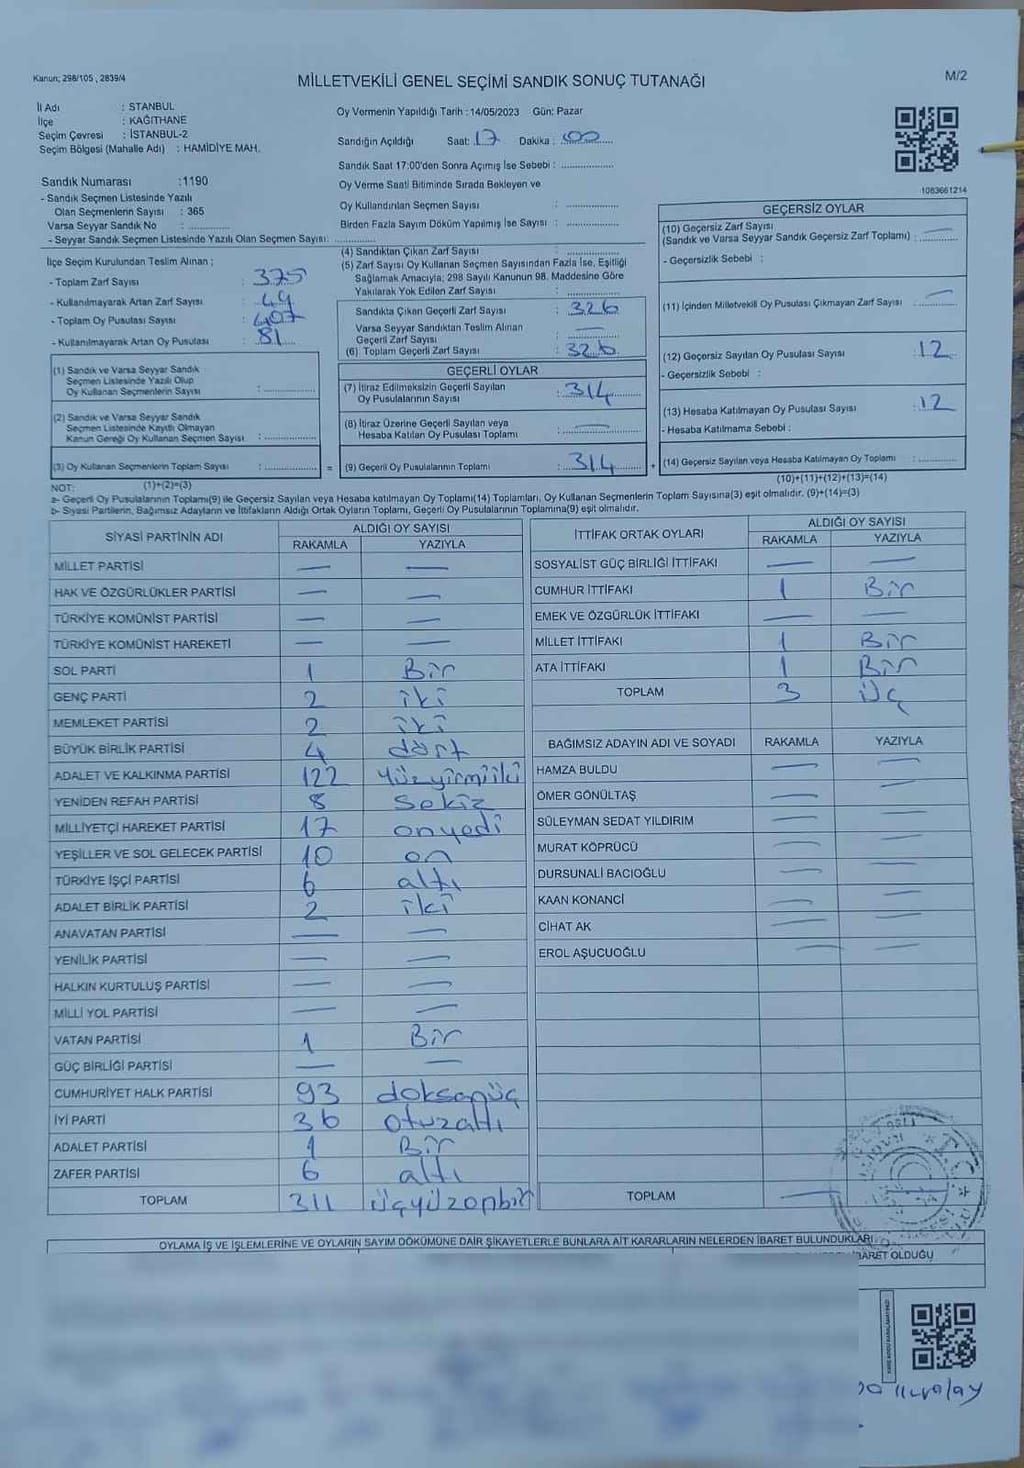 Kanun; 298/105 , 2839/4
MİLLETVEKİLİ GENEL SEÇİMİ SANDIK SONUÇ TUTANAĞI
M/2
İl Adı : STANBUL
İlçe : KAĞITHANE
Seçim Çevresi : İSTANBUL-2
Seçim Bölgesi (Mahalle Adı) : HAMİDİYE MAH.
Oy Vermenin Yapıldığı Tarih : 14/05/2023 Gün: Pazar
Sandığın Açıldığı Saat: 17 Dakika : 00
Sandık Saat 17:00'den Sonra Açımış İse Sebebi :
Oy Verme Saati Bitiminde Sırada Bekleyen ve
Oy Kullandırılan Seçmen Sayısı :
Birden Fazla Sayım Döküm Yapılmış İse Sayısı :
1083661214
Sandık Numarası :1190
- Sandık Seçmen Listesinde Yazılı
Olan Seçmenlerin Sayısı : 365
Varsa Seyyar Sandık No :
- Seyyar Sandık Seçmen Listesinde Yazılı Olan Seçmen Sayısı:
İlçe Seçim Kurulundan Teslim Alınan ;
- Toplam Zarf Sayısı : 375
- Kullanılmayarak Artan Zarf Sayısı : 49
- Toplam Oy Pusulası Sayısı : 407
- Kullanılmayarak Artan Oy Pusulası : 81
(1) Sandık ve Varsa Seyyar Sandık
Seçmen Listesinde Yazılı Olup
Oy Kullanan Seçmenlerin Sayısı :
(2) Sandık ve Varsa Seyyar Sandık
Seçmen Listesinde Kayıtlı Olmayan
Kanun Gereği Oy Kullanan Seçmen Sayısı :
(3) Oy Kullanan Seçmenlerin Toplam Sayısı :
(4) Sandıktan Çıkan Zarf Sayısı :
(5) Zarf Sayısı Oy Kullanan Seçmen Sayısından Fazla İse, Eşitliği
Sağlamak Amacıyla; 298 Sayılı Kanunun 98. Maddesine Göre
Yakılarak Yok Edilen Zarf Sayısı :
Sandıkta Çıkan Geçerli Zarf Sayısı : 326
Varsa Seyyar Sandıktan Teslim Alınan
Geçerli Zarf Sayısı : —
(6) Toplam Geçerli Zarf Sayısı : 326
GEÇERLİ OYLAR
(7) İtiraz Edilmeksizin Geçerli Sayılan
Oy Pusulalarının Sayısı : 314
(8) İtiraz Üzerine Geçerli Sayılan veya
Hesaba Katılan Oy Pusulası Toplamı : —
= (9) Geçerli Oy Pusulalarının Toplamı : 314 +
GEÇERSİZ OYLAR
(10) Geçersiz Zarf Sayısı
(Sandık ve Varsa Seyyar Sandık Geçersiz Zarf Toplamı) : —
- Geçersizlik Sebebi :
(11) İçinden Milletvekili Oy Pusulası Çıkmayan Zarf Sayısı : —
(12) Geçersiz Sayılan Oy Pusulası Sayısı : 12
- Geçersizlik Sebebi :
(13) Hesaba Katılmayan Oy Pusulası Sayısı : 12
- Hesaba Katılmama Sebebi :
(14) Geçersiz Sayılan veya Hesaba Katılmayan Oy Toplamı :
NOT: (1)+(2)=(3)
(10)+(11)+(12)+(13)=(14)
a- Geçerli Oy Pusulalarının Toplamı(9) ile Geçersiz Sayılan veya Hesaba katılmayan Oy Toplamı(14) Toplamları, Oy Kullanan Seçmenlerin Toplam Sayısına(3) eşit olmalıdır. (9)+(14)=(3)
b- Siyasi Partilerin, Bağımsız Adayların ve İttifakların Aldığı Ortak Oyların Toplamı, Geçerli Oy Pusulalarının Toplamına(9) eşit olmalıdır.
SİYASİ PARTİNİN ADI
ALDIĞI OY SAYISI
RAKAMLA YAZIYLA
MİLLET PARTİSİ — —
HAK VE ÖZGÜRLÜKLER PARTİSİ — —
TÜRKİYE KOMÜNİST PARTİSİ — —
TÜRKİYE KOMÜNİST HAREKETİ — —
SOL PARTİ 1 Bir
GENÇ PARTİ 2 iki
MEMLEKET PARTİSİ 2 iki
BÜYÜK BİRLİK PARTİSİ 4 dört
ADALET VE KALKINMA PARTİSİ 122 Yüzyirmiiki
YENİDEN REFAH PARTİSİ 8 Sekiz
MİLLİYETÇİ HAREKET PARTİSİ 17 onyedi
YEŞİLLER VE SOL GELECEK PARTİSİ 10 on
TÜRKİYE İŞÇİ PARTİSİ 6 altı
ADALET BİRLİK PARTİSİ 2 iki
ANAVATAN PARTİSİ — —
YENİLİK PARTİSİ — —
HALKIN KURTULUŞ PARTİSİ — —
MİLLİ YOL PARTİSİ — —
VATAN PARTİSİ 1 Bir
GÜÇ BİRLİĞİ PARTİSİ — —
CUMHURİYET HALK PARTİSİ 93 doksanüç
İYİ PARTİ 36 otuzaltı
ADALET PARTİSİ 1 Bir
ZAFER PARTİSİ 6 altı
TOPLAM 311 üçyüzonbir
İTTİFAK ORTAK OYLARI
ALDIĞI OY SAYISI
RAKAMLA YAZIYLA
SOSYALİST GÜÇ BİRLİĞİ İTTİFAKI — —
CUMHUR İTTİFAKI 1 Bir
EMEK VE ÖZGÜRLÜK İTTİFAKI — —
MİLLET İTTİFAKI 1 Bir
ATA İTTİFAKI 1 Bir
TOPLAM 3 üç
BAĞIMSIZ ADAYIN ADI VE SOYADI RAKAMLA YAZIYLA
HAMZA BULDU — —
ÖMER GÖNÜLTAŞ — —
SÜLEYMAN SEDAT YILDIRIM — —
MURAT KÖPRÜCÜ — —
DURSUNALİ BACIOĞLU — —
KAAN KONANCİ — —
CİHAT AK — —
EROL AŞUCUOĞLU — —
TOPLAM — —
OYLAMA İŞ VE İŞLEMLERİNE VE OYLARIN SAYIM DÖKÜMÜNE DAİR ŞİKAYETLERLE BUNLARA AİT KARARLARIN NELERDEN İBARET BULUNDUKLARI
İBARET OLDUĞU